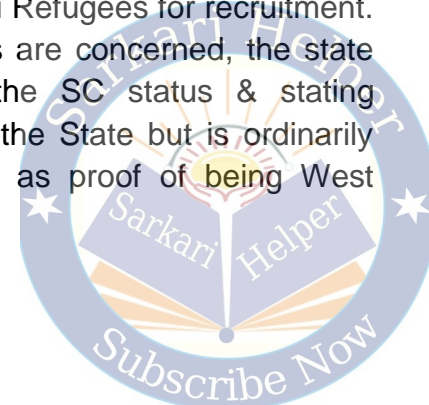 i Refugees for recruitment.
s are concerned, the state
the SC status & stating
the State but is ordinarily
as proof of being West
Sarkari Helper
Sarkari Helper
Subscribe Now